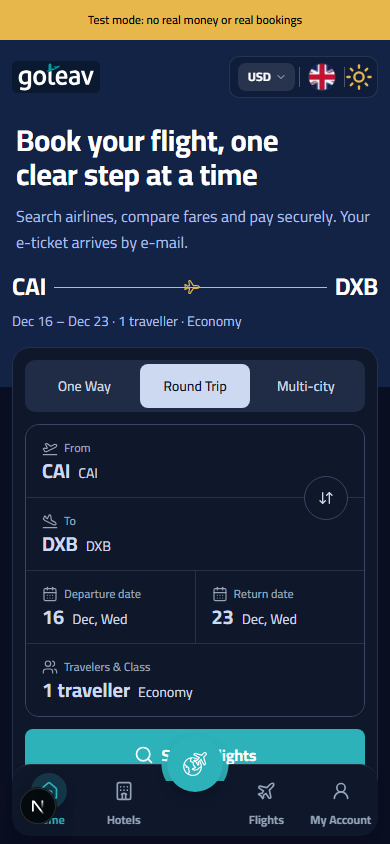 Test mode: no real money or real bookings
goleav
USD
Book your flight, one
clear step at a time
Search airlines, compare fares and pay securely. Your
e-ticket arrives by e-mail.
CAI DXB
Dec 16 – Dec 23 · 1 traveller · Economy
One Way Round Trip Multi-city
From
CAI CAI
To
DXB DXB
Departure date Return date
16 Dec, Wed 23 Dec, Wed
Travelers & Class
1 traveller Economy
N
Hotels Flights My Account